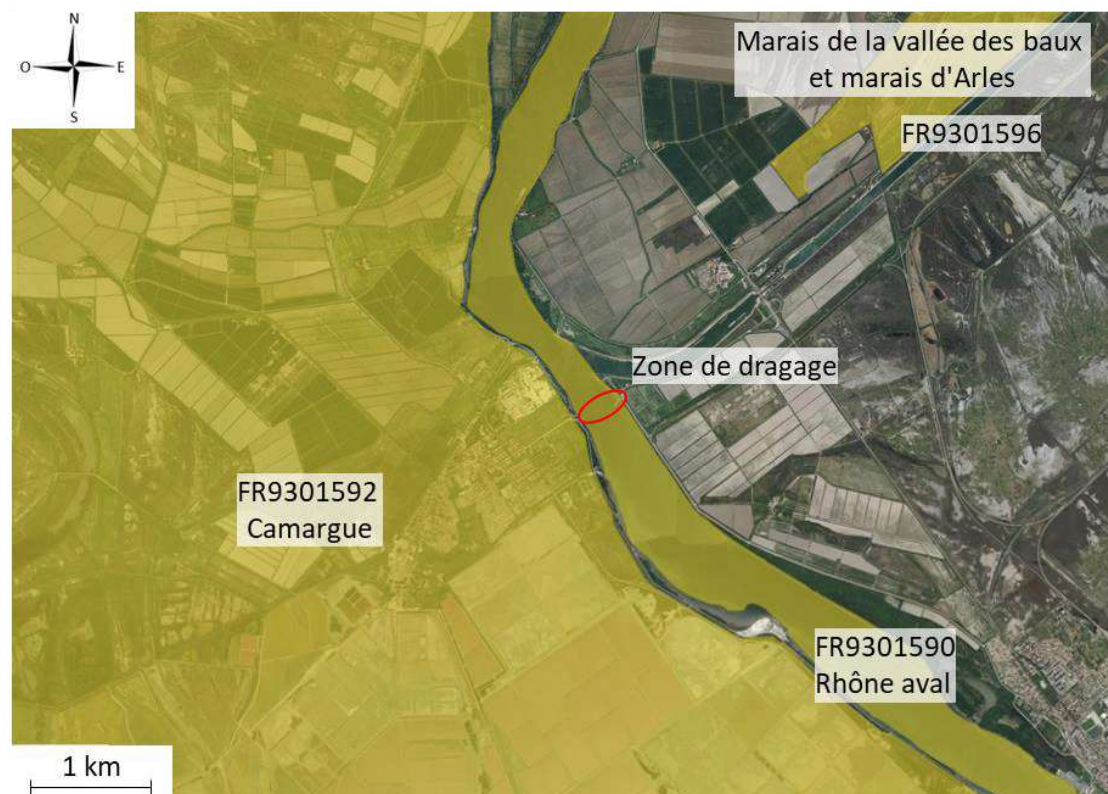 N
O
E
S
Marais de la vallée des baux
et marais d'Arles
FR9301596
Zone de dragage
FR9301592
Camargue
FR9301590
Rhône aval
1 km